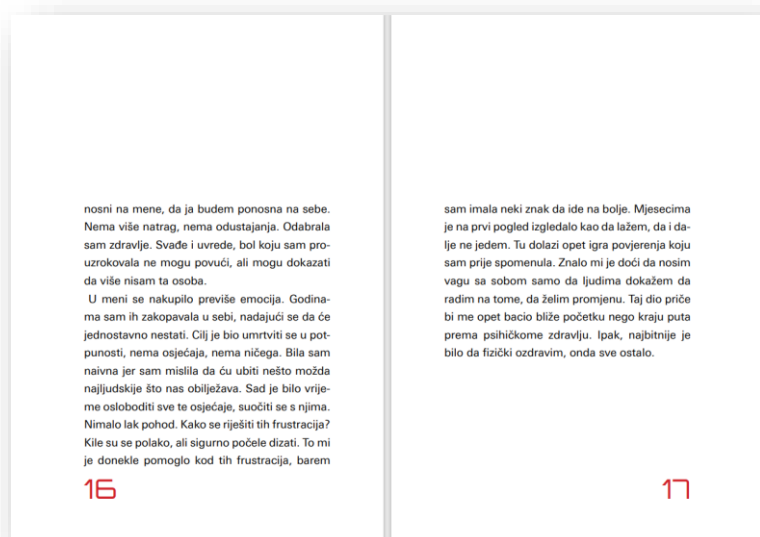 nosni na mene, da ja budem ponosna na sebe.
Nema više natrag, nema odustajanja. Odabrala
sam zdravlje. Svađe i uvrede, bol koju sam pro-
uzrokovala ne mogu povući, ali mogu dokazati
da više nisam ta osoba.
U meni se nakupilo previše emocija. Godina-
ma sam ih zakopavala u sebi, nadajući se da će
jednostavno nestati. Cilj je bio umrtviti se u pot-
punosti, nema osjećaja, nema ničega. Bila sam
naivna jer sam mislila da ću ubiti nešto možda
najljudskije što nas obilježava. Sad je bilo vrije-
me osloboditi sve te osjećaje, suočiti se s njima.
Nimalo lak pohod. Kako se riješiti tih frustracija?
Kile su se polako, ali sigurno počele dizati. To mi
je donekle pomoglo kod tih frustracija, barem
16
sam imala neki znak da ide na bolje. Mjesecima
je na prvi pogled izgledalo kao da lažem, da i da-
lje ne jedem. Tu dolazi opet igra povjerenja koju
sam prije spomenula. Znalo mi je doći da nosim
vagu sa sobom samo da ljudima dokažem da
radim na tome, da želim promjenu. Taj dio priče
bi me opet bacio bliže početku nego kraju puta
prema psihičkome zdravlju. Ipak, najbitnije je
bilo da fizički ozdravim, onda sve ostalo.
17